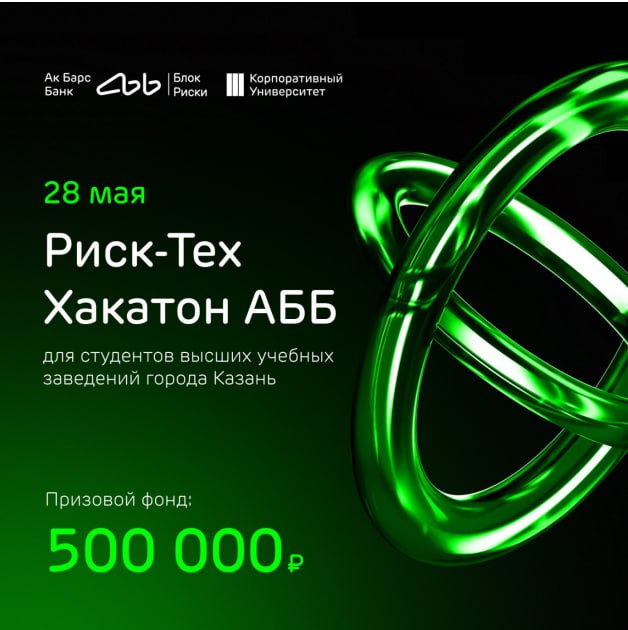 Ак Барс
Банк
Abb
Блок
Риски
Корпоративный
Университет
28 мая
Риск-Тех
Хакатон АББ
для студентов высших учебных
заведений города Казань
Призовой фонд:
500 000₽